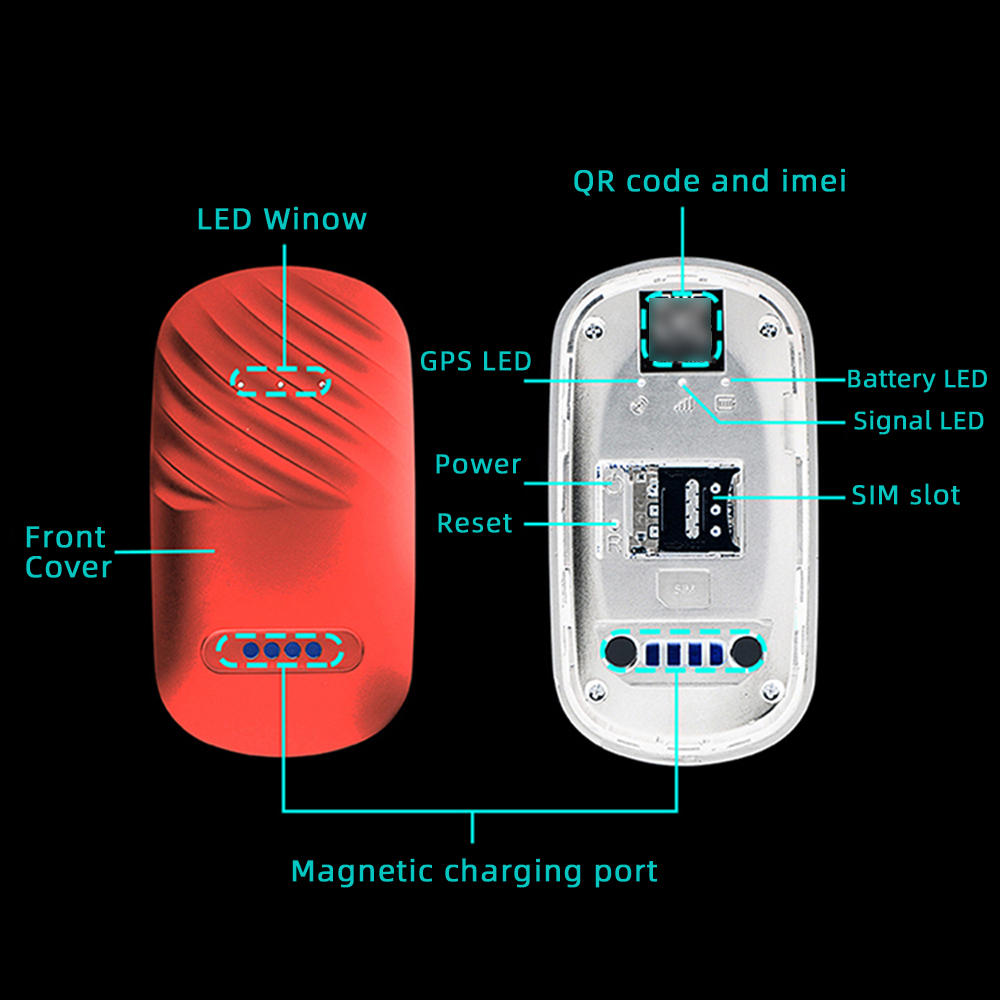 QR code and imei
LED Winow
GPS LED
Battery LED
Signal LED
Power
SIM slot
Reset
Front
Cover
SIM
Magnetic charging port